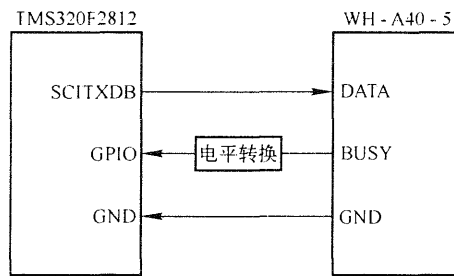 TMS320F2812 WH - A40 - 5
SCITXDB DATA
GPIO 电平转换 BUSY
GND GND